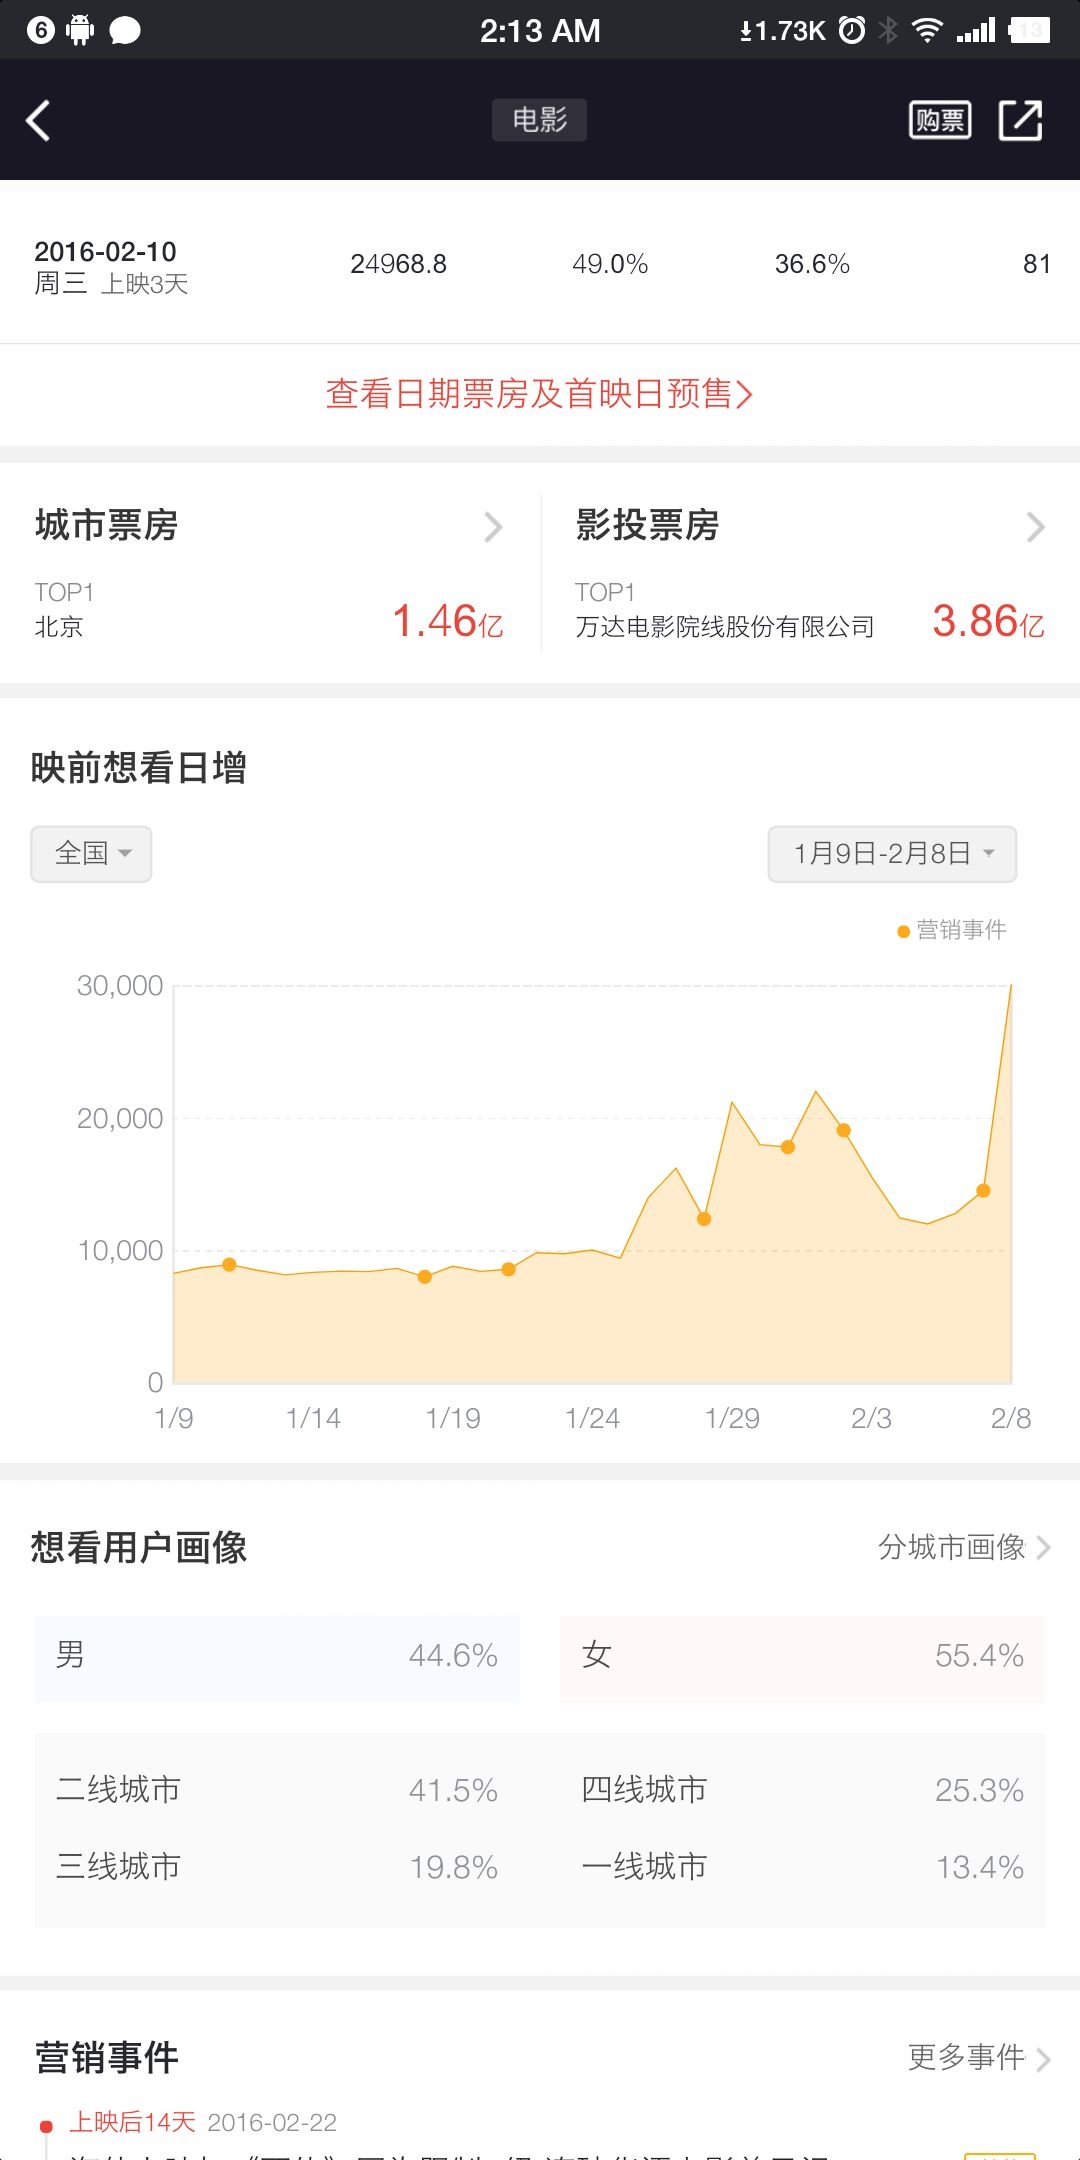 6
2:13 AM
1.73K
13
电影
购票
2016-02-10
周三 上映3天
24968.8
49.0%
36.6%
81
查看日期票房及首映日预售
城市票房
TOP1
北京
1.46亿
影投票房
TOP1
万达电影院线股份有限公司
3.86亿
映前想看日增
全国
1月9日-2月8日
营销事件
30,000
20,000
10,000
0
1/9 1/14 1/19 1/24 1/29 2/3 2/8
想看用户画像
分城市画像
男 44.6%
女 55.4%
二线城市 41.5%
四线城市 25.3%
三线城市 19.8%
一线城市 13.4%
营销事件
更多事件
上映后14天 2016-02-22